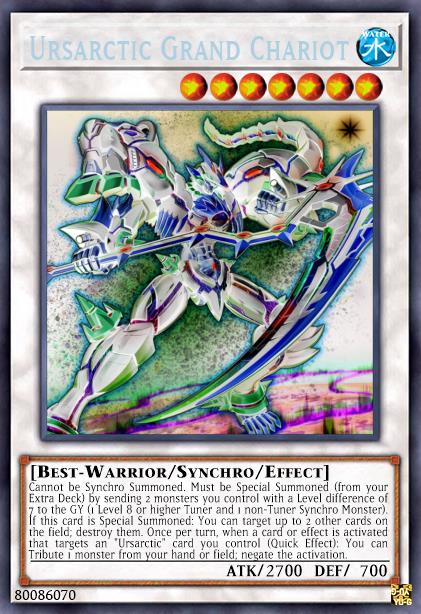 URSARCTIC GRAND CHARIOT
WATER
水
[BEST-WARRIOR/SYNCHRO/EFFECT]
Cannot be Synchro Summoned. Must be Special Summoned (from your
Extra Deck) by sending 2 monsters you control with a Level difference of
7 to the GY (1 Level 8 or higher Tuner and 1 non-Tuner Synchro Monster).
If this card is Special Summoned: You can target up to 2 other cards on
the field; destroy them. Once per turn, when a card or effect is activated
that targets an "Ursarctic" card you control (Quick Effect): You can
Tribute 1 monster from your hand or field; negate the activation.
ATK/2700 DEF/ 700
80086070